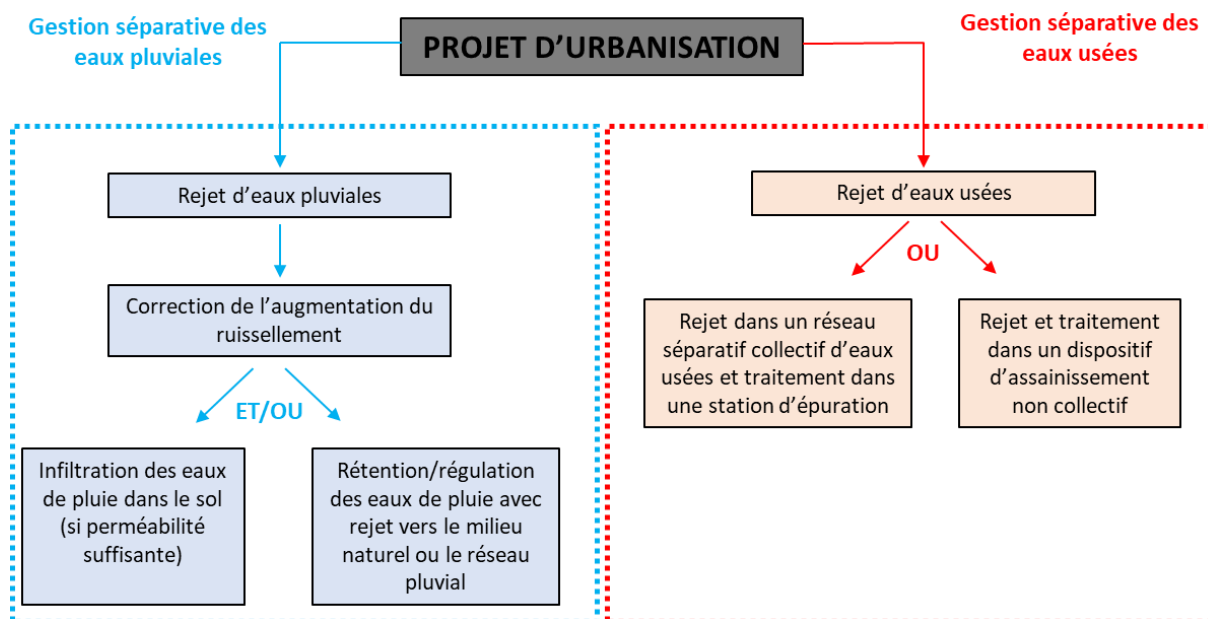 Gestion séparative des
eaux pluviales
PROJET D’URBANISATION
Gestion séparative des
eaux usées
Rejet d’eaux pluviales
Correction de l’augmentation du
ruissellement
ET/OU
Infiltration des eaux
de pluie dans le sol
(si perméabilité
suffisante)
Rétention/régulation
des eaux de pluie avec
rejet vers le milieu
naturel ou le réseau
pluvial
Rejet d’eaux usées
OU
Rejet dans un réseau
séparatif collectif d’eaux
usées et traitement dans
une station d’épuration
Rejet et traitement
dans un dispositif
d’assainissement
non collectif